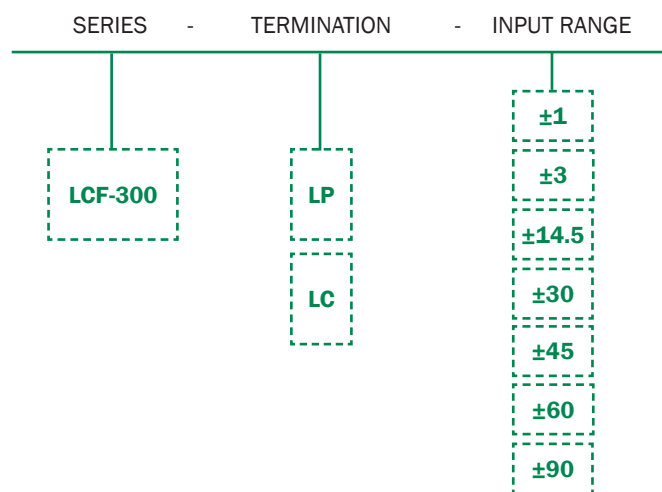 SERIES - TERMINATION - INPUT RANGE
±1
±3
LCF-300 LP
±14.5
LC ±30
±45
±60
±90